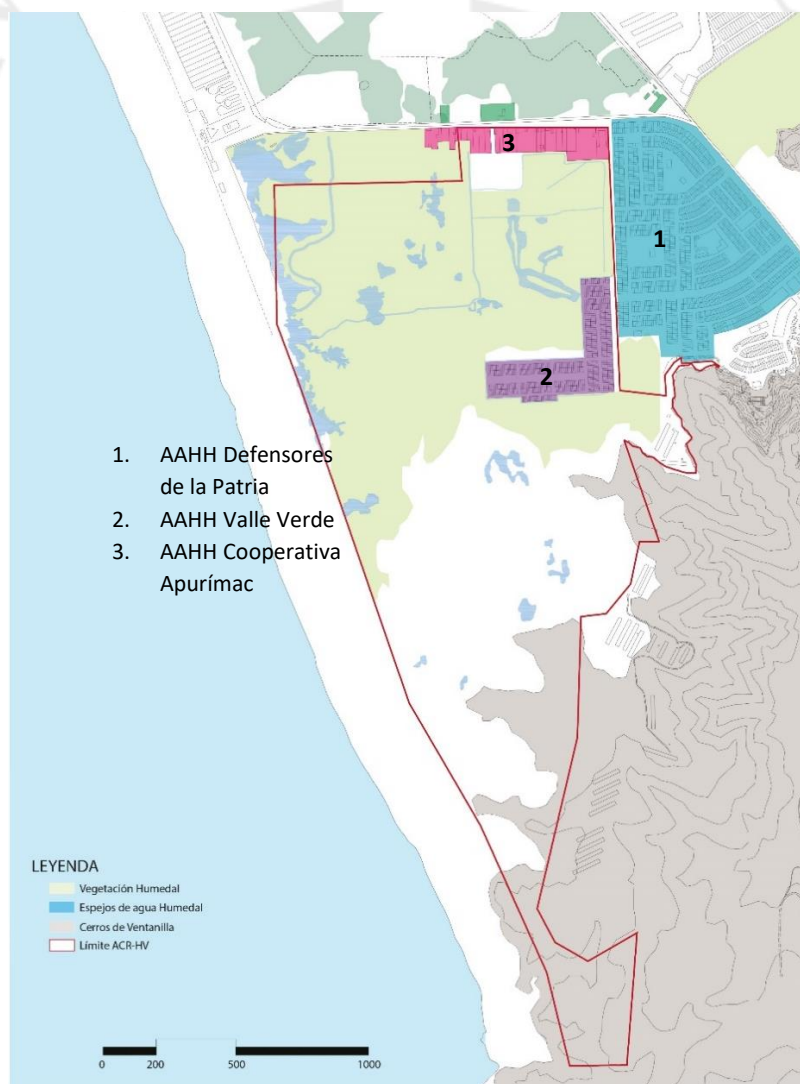 3
1
2
1. AAHH Defensores
de la Patria
2. AAHH Valle Verde
3. AAHH Cooperativa
Apurímac
LEYENDA
Vegetación Humedal
Espejos de agua Humedal
Cerros de Ventanilla
Límite ACR-HV
0 200 500 1000